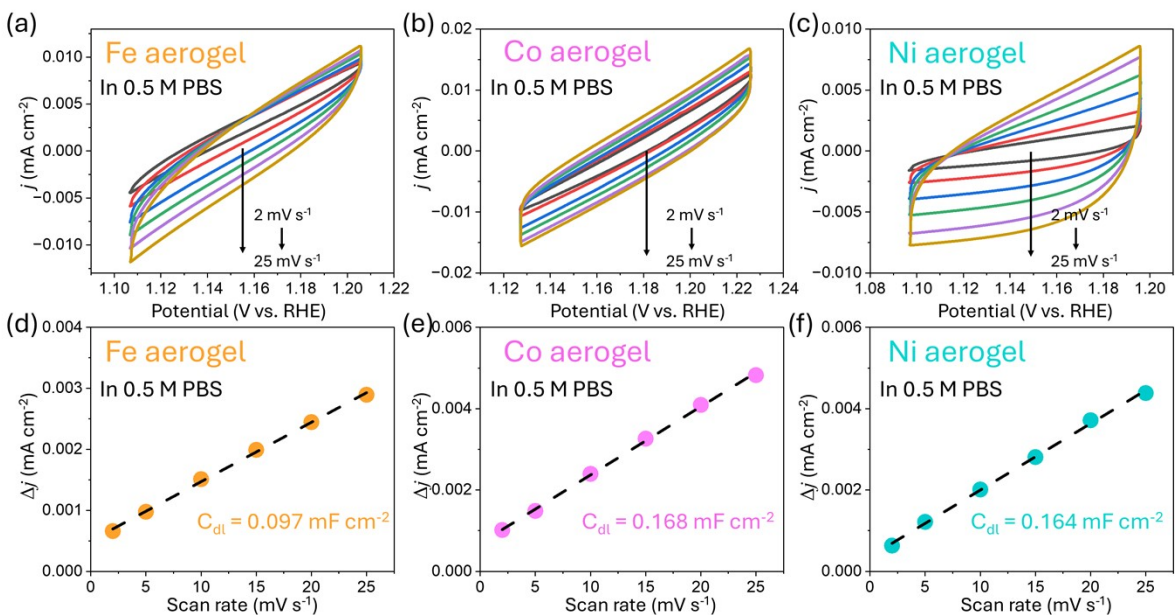 (a)
Fe aerogel
In 0.5 M PBS
2 mV s⁻¹
25 mV s⁻¹
j (mA cm⁻²)
0.010
0.005
0.000
−0.005
−0.010
1.10 1.12 1.14 1.16 1.18 1.20 1.22
Potential (V vs. RHE)
(b)
Co aerogel
In 0.5 M PBS
2 mV s⁻¹
25 mV s⁻¹
j (mA cm⁻²)
0.02
0.01
0.00
−0.01
−0.02
1.12 1.14 1.16 1.18 1.20 1.22 1.24
Potential (V vs. RHE)
(c)
Ni aerogel
In 0.5 M PBS
2 mV s⁻¹
25 mV s⁻¹
j (mA cm⁻²)
0.010
0.005
0.000
−0.005
−0.010
1.08 1.10 1.12 1.14 1.16 1.18 1.20
Potential (V vs. RHE)
(d)
Fe aerogel
In 0.5 M PBS
C_dl = 0.097 mF cm⁻²
Δj (mA cm⁻²)
0.004
0.003
0.002
0.001
0.000
0 5 10 15 20 25
Scan rate (mV s⁻¹)
(e)
Co aerogel
In 0.5 M PBS
C_dl = 0.168 mF cm⁻²
Δj (mA cm⁻²)
0.006
0.004
0.002
0.000
0 5 10 15 20 25
Scan rate (mV s⁻¹)
(f)
Ni aerogel
In 0.5 M PBS
C_dl = 0.164 mF cm⁻²
Δj (mA cm⁻²)
0.006
0.004
0.002
0.000
0 5 10 15 20 25
Scan rate (mV s⁻¹)